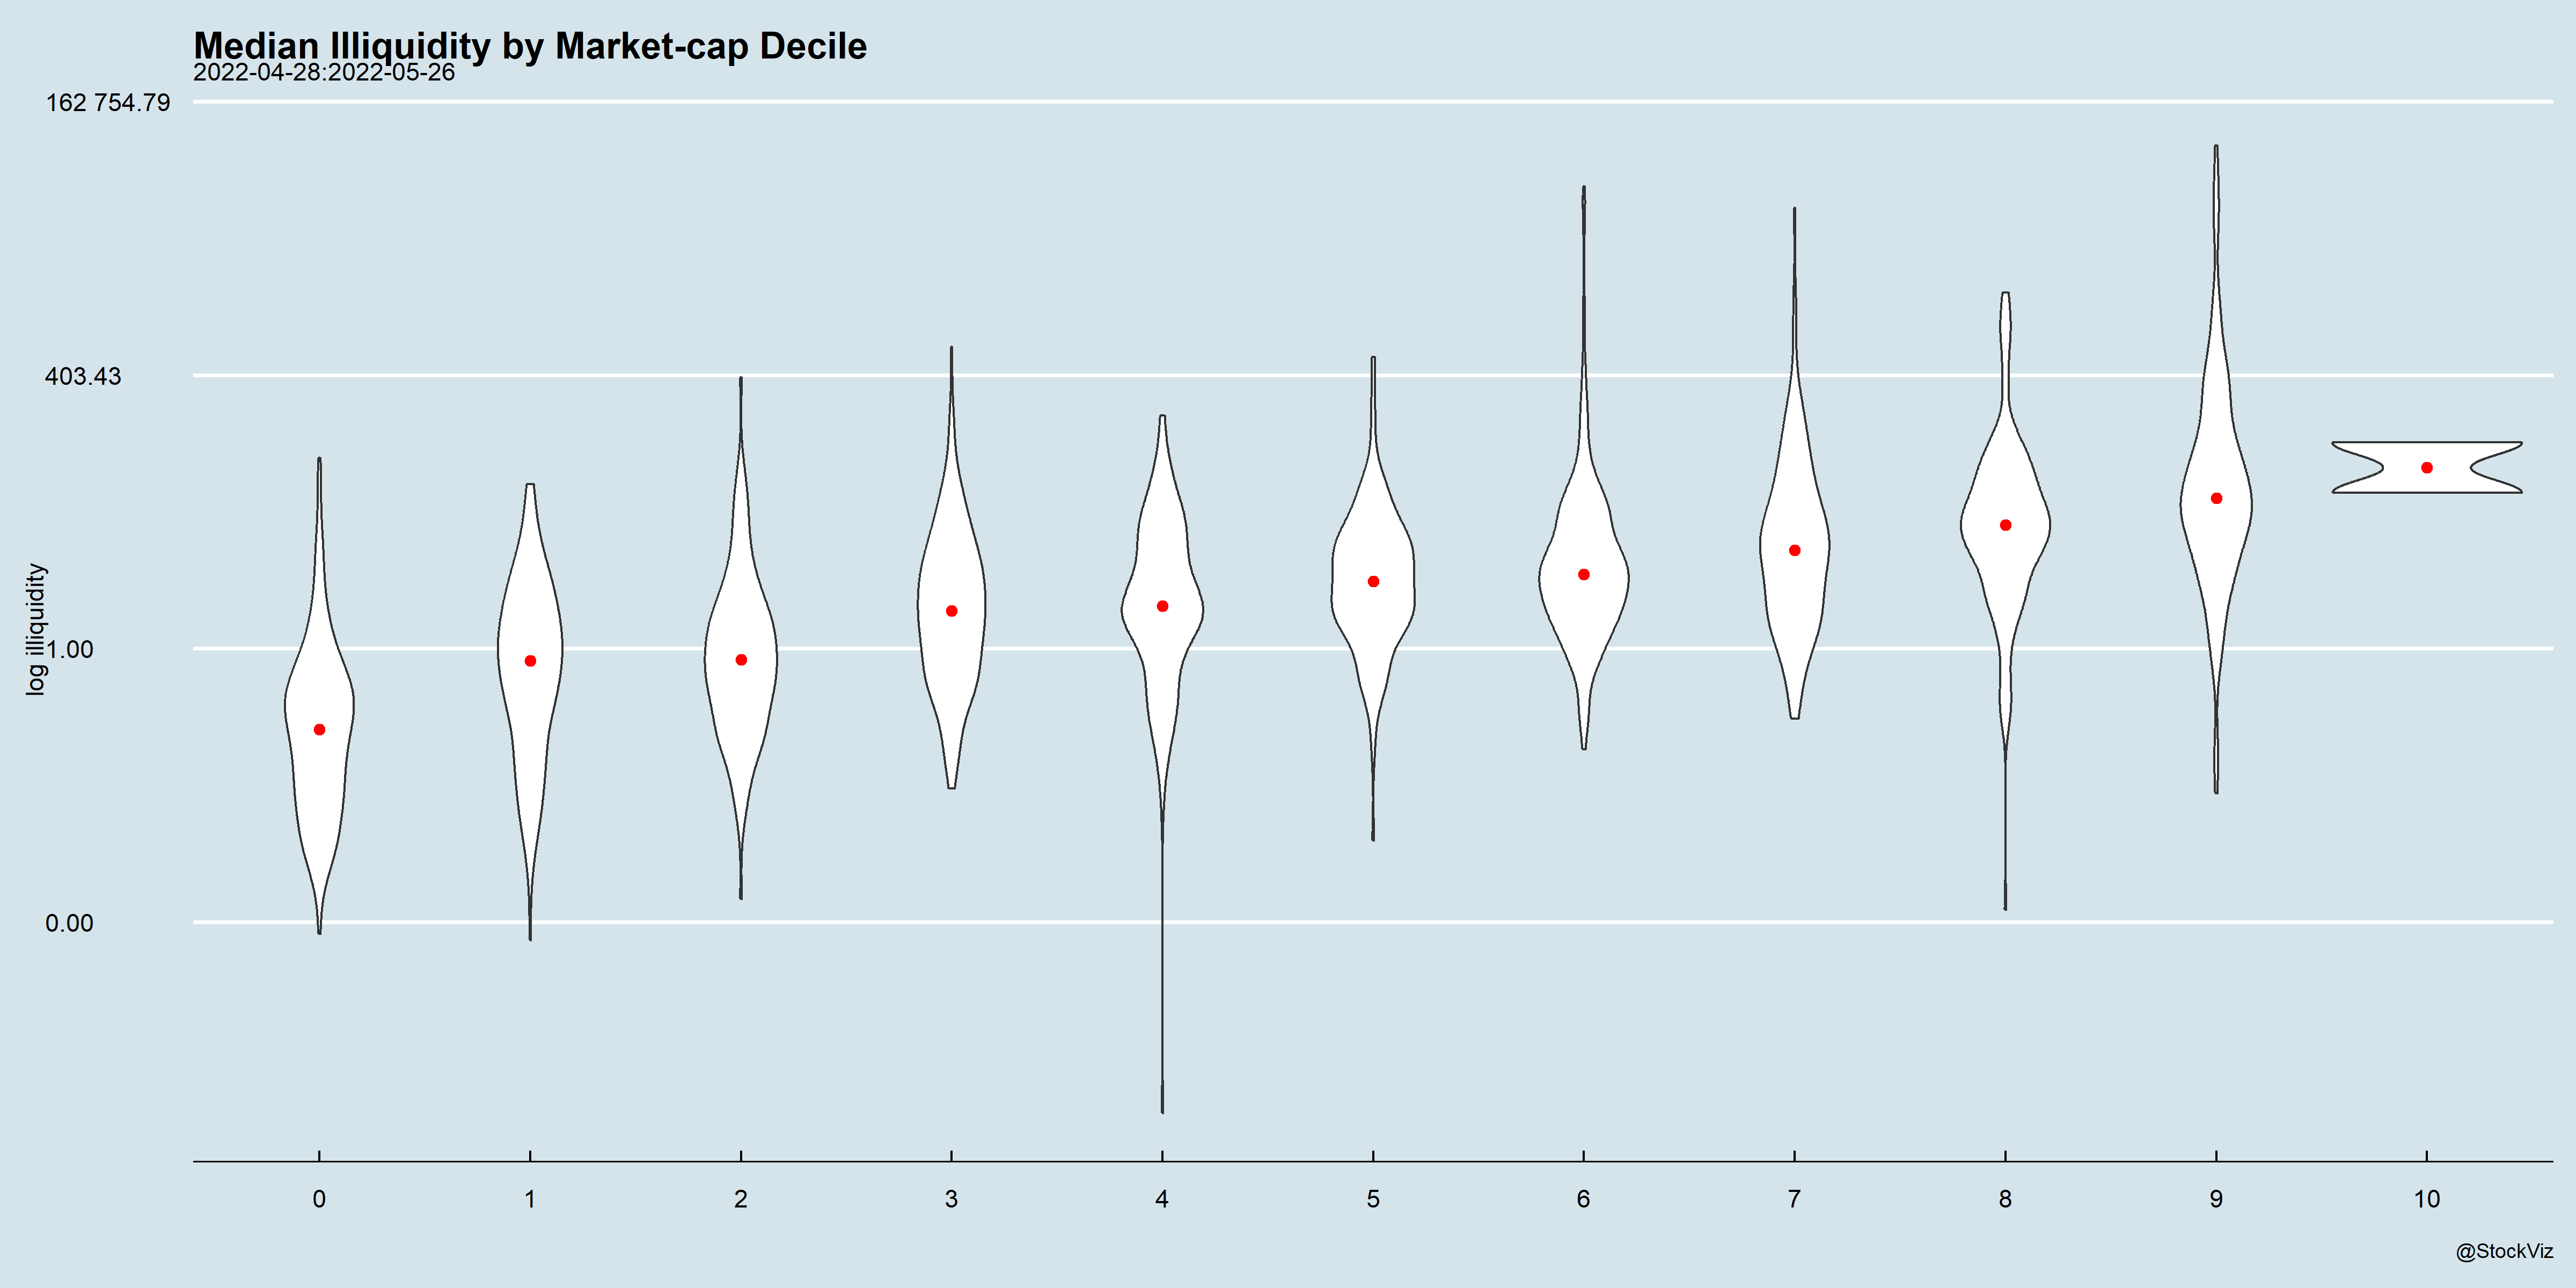 Median Illiquidity by Market-cap Decile
2022-04-28:2022-05-26
162 754.79
403.43
log illiquidity
1.00
0.00
0 1 2 3 4 5 6 7 8 9 10
@StockViz